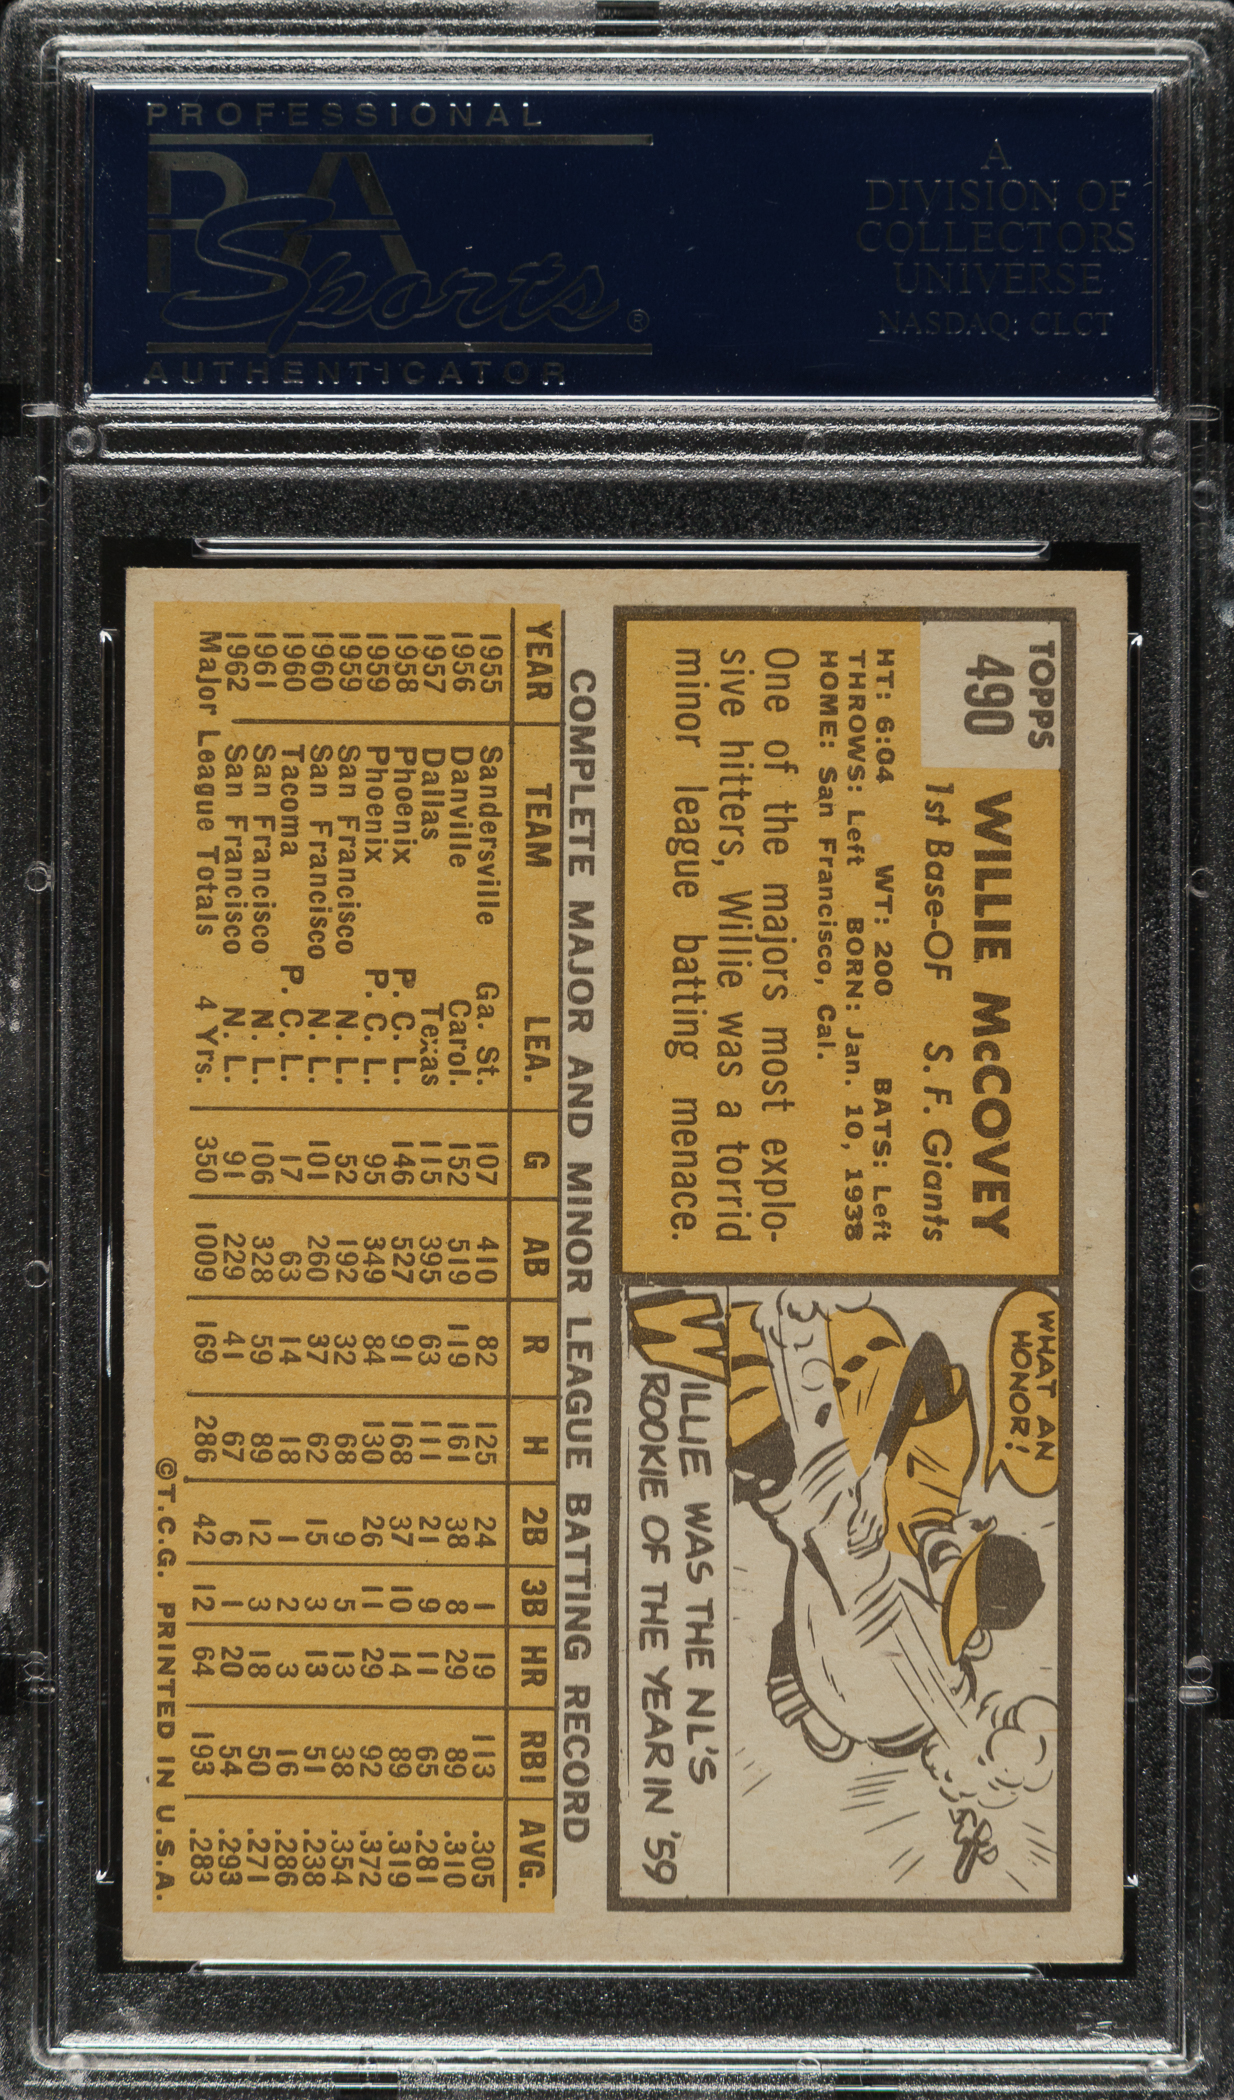 PROFESSIONAL
PSA
Sports®
AUTHENTICATOR
A
DIVISION OF
COLLECTORS
UNIVERSE
NASDAQ: CLCT
TOPPS
490
WILLIE McCOVEY
1st Base-OF S. F. Giants
HT: 6:04 WT: 200 BATS: Left
THROWS: Left BORN: Jan. 10, 1938
HOME: San Francisco, Cal.
One of the majors most explo-
sive hitters, Willie was a torrid
minor league batting menace.
WHAT AN
HONOR!
WILLIE WAS THE NL'S
ROOKIE OF THE YEAR IN '59
COMPLETE MAJOR AND MINOR LEAGUE BATTING RECORD
YEAR TEAM LEA. G AB R H 2B 3B HR RBI AVG.
1955 Sandersville Ga. St. 107 410 82 125 24 1 19 113 .305
1956 Danville Carol. 152 519 119 161 38 8 29 89 .310
1957 Dallas Texas 115 395 63 111 21 9 11 65 .281
1958 Phoenix P. C. L. 146 527 91 168 37 10 14 89 .319
1959 Phoenix P. C. L. 95 349 84 130 26 11 29 92 .372
1959 San Francisco N. L. 52 192 32 68 9 5 13 38 .354
1960 San Francisco N. L. 101 260 37 62 15 3 13 51 .238
1960 Tacoma P. C. L. 17 63 14 18 1 2 3 16 .286
1961 San Francisco N. L. 106 328 59 89 12 3 18 50 .271
1962 San Francisco N. L. 91 229 41 67 6 1 20 54 .293
Major League Totals 4 Yrs. 350 1009 169 286 42 12 64 193 .283
©T.C.G. PRINTED IN U.S.A.